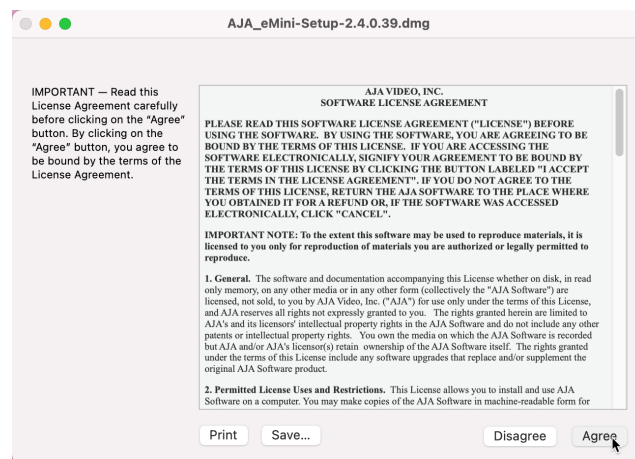 AJA_eMini-Setup-2.4.0.39.dmg
IMPORTANT — Read this
License Agreement carefully
before clicking on the “Agree”
button. By clicking on the
“Agree” button, you agree to
be bound by the terms of the
License Agreement.
AJA VIDEO, INC.
SOFTWARE LICENSE AGREEMENT
PLEASE READ THIS SOFTWARE LICENSE AGREEMENT ("LICENSE") BEFORE
USING THE SOFTWARE. BY USING THE SOFTWARE, YOU ARE AGREEING TO BE
BOUND BY THE TERMS OF THIS LICENSE. IF YOU ARE ACCESSING THE
SOFTWARE ELECTRONICALLY, SIGNIFY YOUR AGREEMENT TO BE BOUND BY
THE TERMS OF THIS LICENSE BY CLICKING THE BUTTON LABELED "I ACCEPT
THE TERMS IN THE LICENSE AGREEMENT". IF YOU DO NOT AGREE TO THE
TERMS OF THIS LICENSE, RETURN THE AJA SOFTWARE TO THE PLACE WHERE
YOU OBTAINED IT FOR A REFUND OR, IF THE SOFTWARE WAS ACCESSED
ELECTRONICALLY, CLICK "CANCEL".
IMPORTANT NOTE: To the extent this software may be used to reproduce materials, it is
licensed to you only for reproduction of materials you are authorized or legally permitted to
reproduce.
1. General. The software and documentation accompanying this License whether on disk, in read
only memory, on any other media or in any other form (collectively the "AJA Software") are
licensed, not sold, to you by AJA Video, Inc. ("AJA") for use only under the terms of this License,
and AJA reserves all rights not expressly granted to you. The rights granted herein are limited to
AJA's and its licensors' intellectual property rights in the AJA Software and do not include any other
patents or intellectual property rights. You own the media on which the AJA Software is recorded
but AJA and/or AJA's licensor(s) retain ownership of the AJA Software itself. The rights granted
under the terms of this License include any software upgrades that replace and/or supplement the
original AJA Software product.
2. Permitted License Uses and Restrictions. This License allows you to install and use AJA
Software on a computer. You may make copies of the AJA Software in machine-readable form for
Print Save... Disagree Agree